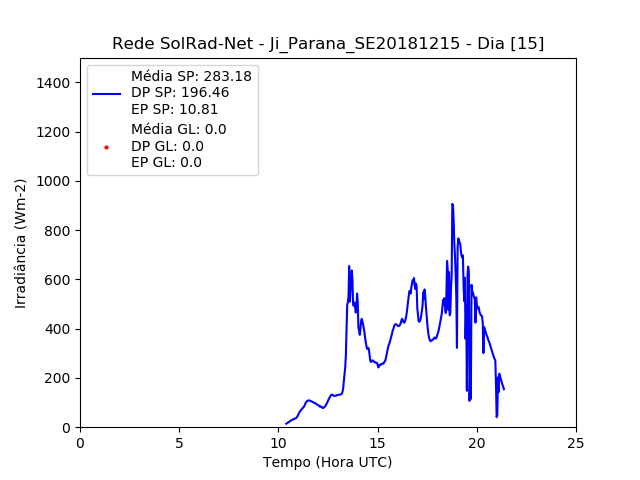 Rede SolRad-Net - Ji_Parana_SE20181215 - Dia [15]
Irradiância (Wm-2)
1400
1200
1000
800
600
400
200
0
Média SP: 283.18
DP SP: 196.46
EP SP: 10.81
Média GL: 0.0
DP GL: 0.0
EP GL: 0.0
0 5 10 15 20 25
Tempo (Hora UTC)